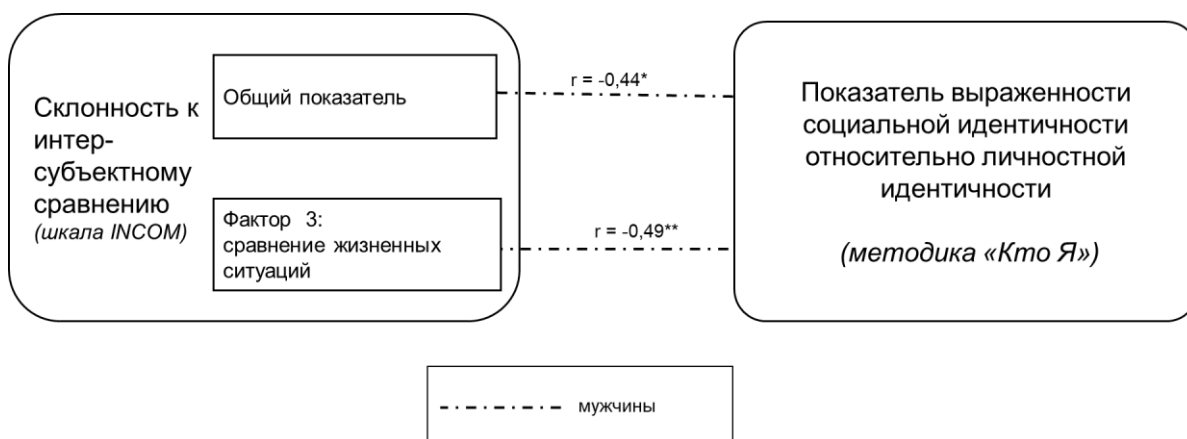 Склонность к
интер-
субъектному
сравнению
(шкала INCOM)
Общий показатель
Фактор 3:
сравнение жизненных
ситуаций
r = -0,44*
r = -0,49**
Показатель выраженности
социальной идентичности
относительно личностной
идентичности
(методика «Кто Я»)
мужчины